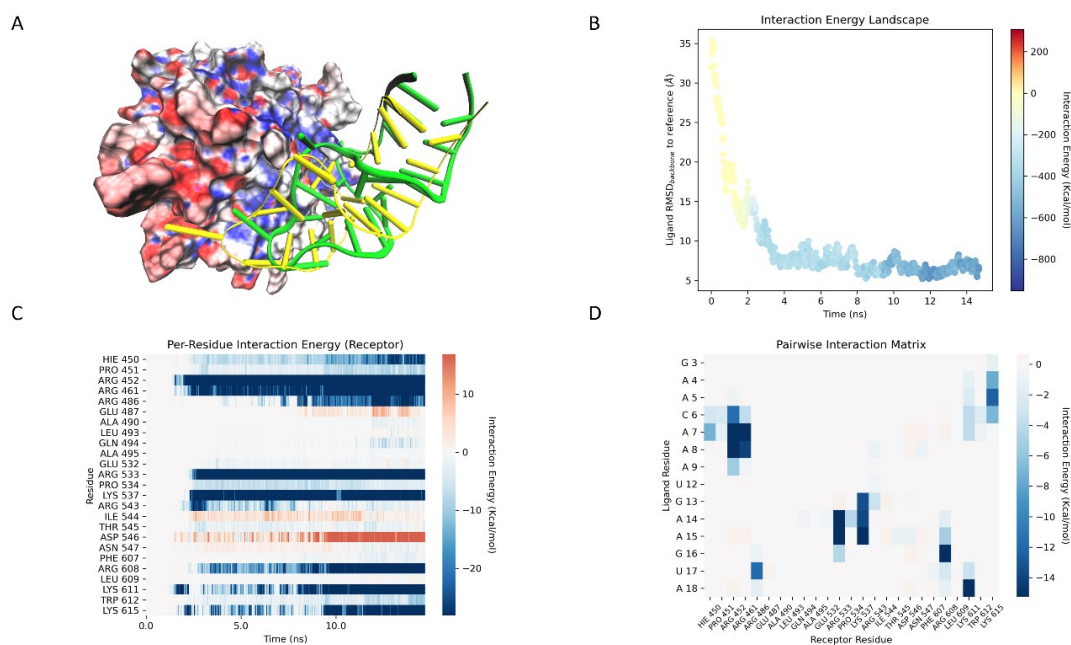 A
B
Interaction Energy Landscape
Ligand RMSD_backbone to reference (Å)
35
30
25
20
15
10
5
0
2
4
6
8
10
12
14
Time (ns)
200
0
−200
−400
−600
−800
Interaction Energy (Kcal/mol)
C
Per-Residue Interaction Energy (Receptor)
Residue
HIE 450
PRO 451
ARG 452
ARG 461
ARG 486
GLU 487
ALA 490
LEU 493
GLN 494
ALA 495
GLU 532
ARG 533
PRO 534
LYS 537
ARG 543
ILE 544
THR 545
ASP 546
ASN 547
PHE 607
ARG 608
LEU 609
LYS 611
TRP 612
LYS 615
0.0
5.0
10.0
Time (ns)
10
0
−10
−20
Interaction Energy (Kcal/mol)
D
Pairwise Interaction Matrix
Ligand Residue
G 3
A 4
A 5
C 6
A 7
A 8
A 9
U 12
G 13
A 14
A 15
G 16
U 17
A 18
HIE 450
PRO 451
ARG 452
ARG 461
ARG 486
GLU 487
ALA 490
LEU 493
GLN 494
ALA 495
GLU 532
ARG 533
PRO 534
LYS 537
ARG 543
ILE 544
THR 545
ASP 546
ASN 547
PHE 607
ARG 608
LEU 609
LYS 611
TRP 612
LYS 615
Receptor Residue
0
−2
−4
−6
−8
−10
−12
−14
Interaction Energy (Kcal/mol)